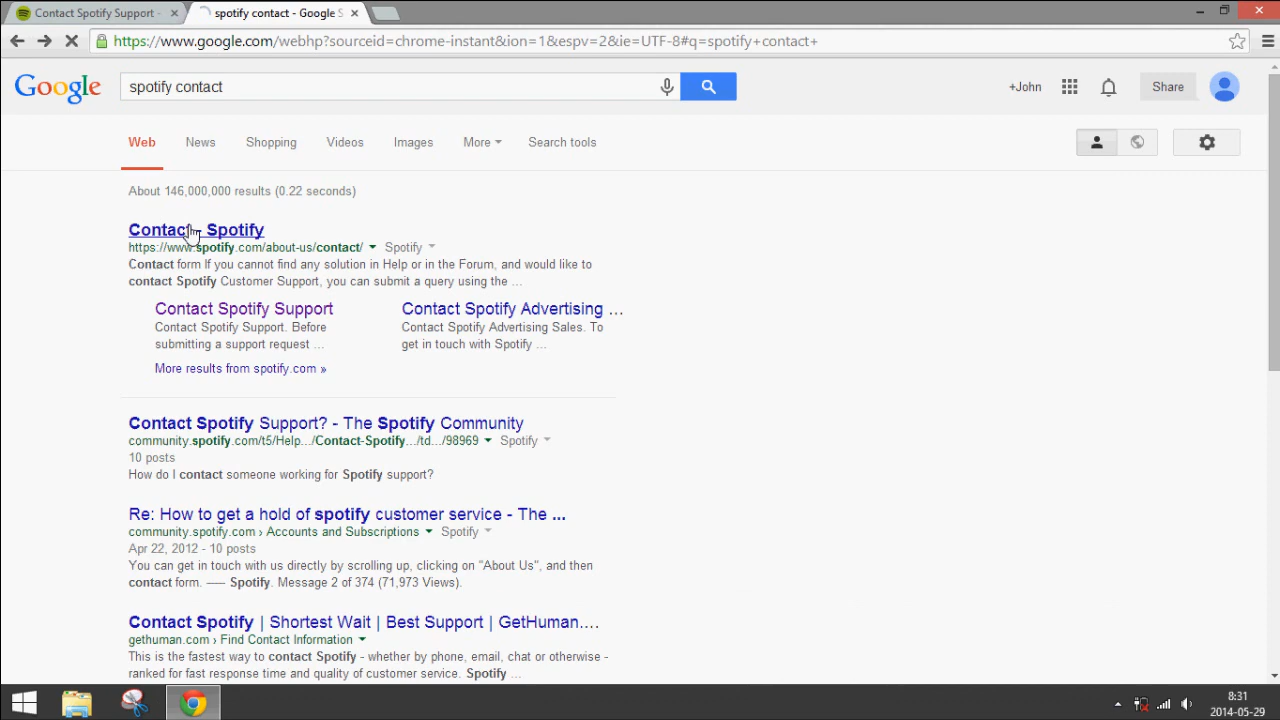 Contact Spotify Support -
spotify contact - Google S
https://www.google.com/webhp?sourceid=chrome-instant&ion=1&espv=2&ie=UTF-8#q=spotify+contact+
Google
spotify contact
+John
Share
Web
News
Shopping
Videos
Images
More
Search tools
About 146,000,000 results (0.22 seconds)
Contact - Spotify
https://www.spotify.com/about-us/contact/ Spotify
Contact form If you cannot find any solution in Help or in the Forum, and would like to
contact Spotify Customer Support, you can submit a query using the ...
Contact Spotify Support
Contact Spotify Support. Before
submitting a support request ...
Contact Spotify Advertising ...
Contact Spotify Advertising Sales. To
get in touch with Spotify ...
More results from spotify.com »
Contact Spotify Support? - The Spotify Community
community.spotify.com/t5/Help.../Contact-Spotify.../td.../98969 Spotify
10 posts
How do I contact someone working for Spotify support?
Re: How to get a hold of spotify customer service - The ...
community.spotify.com › Accounts and Subscriptions Spotify
Apr 22, 2012 - 10 posts
You can get in touch with us directly by scrolling up, clicking on "About Us", and then
contact form. —– Spotify. Message 2 of 374 (71,973 Views).
Contact Spotify | Shortest Wait | Best Support | GetHuman....
gethuman.com › Find Contact Information
This is the fastest way to contact Spotify - whether by phone, email, chat or otherwise -
ranked for fast response time and quality of customer service. Spotify ...
8:31
2014-05-29